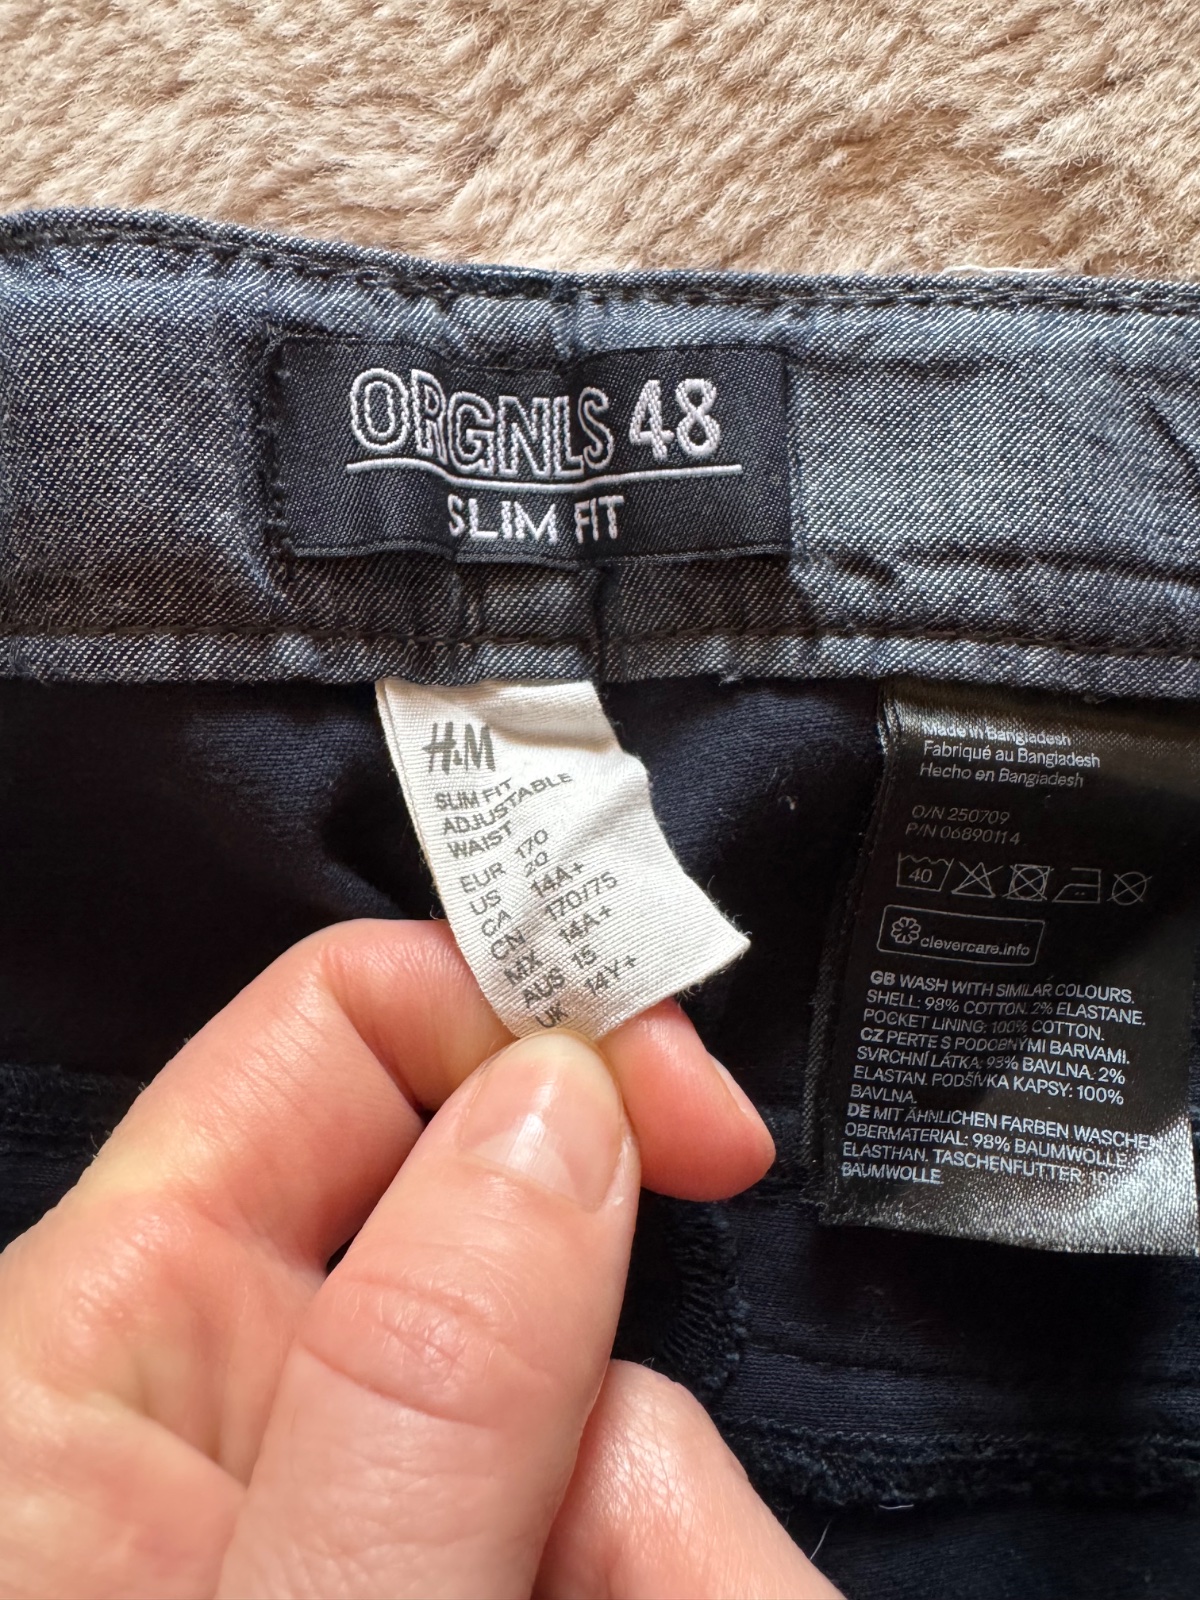 ORGNLS 48
SLIM FIT
H&M
SLIM FIT
ADJUSTABLE
WAIST
EUR 170
US 20
CA 14A+
CN 170/75
MX 14A+
AUS 15
UK 14Y+
Made in Bangladesh
Fabriqué au Bangladesh
Hecho en Bangladesh
O/N 250709
P/N 06890114
40
clevercare.info
GB WASH WITH SIMILAR COLOURS.
SHELL: 98% COTTON. 2% ELASTANE.
POCKET LINING: 100% COTTON.
CZ PERTE S PODOBNÝMI BARVAMI.
SVRCHNÍ LÁTKA: 98% BAVLNA. 2%
ELASTAN. PODŠÍVKA KAPSY: 100%
BAVLNA.
DE MIT ÄHNLICHEN FARBEN WASCHEN
OBERMATERIAL: 98% BAUMWOLLE
ELASTHAN. TASCHENFUTTER: 100
BAUMWOLLE